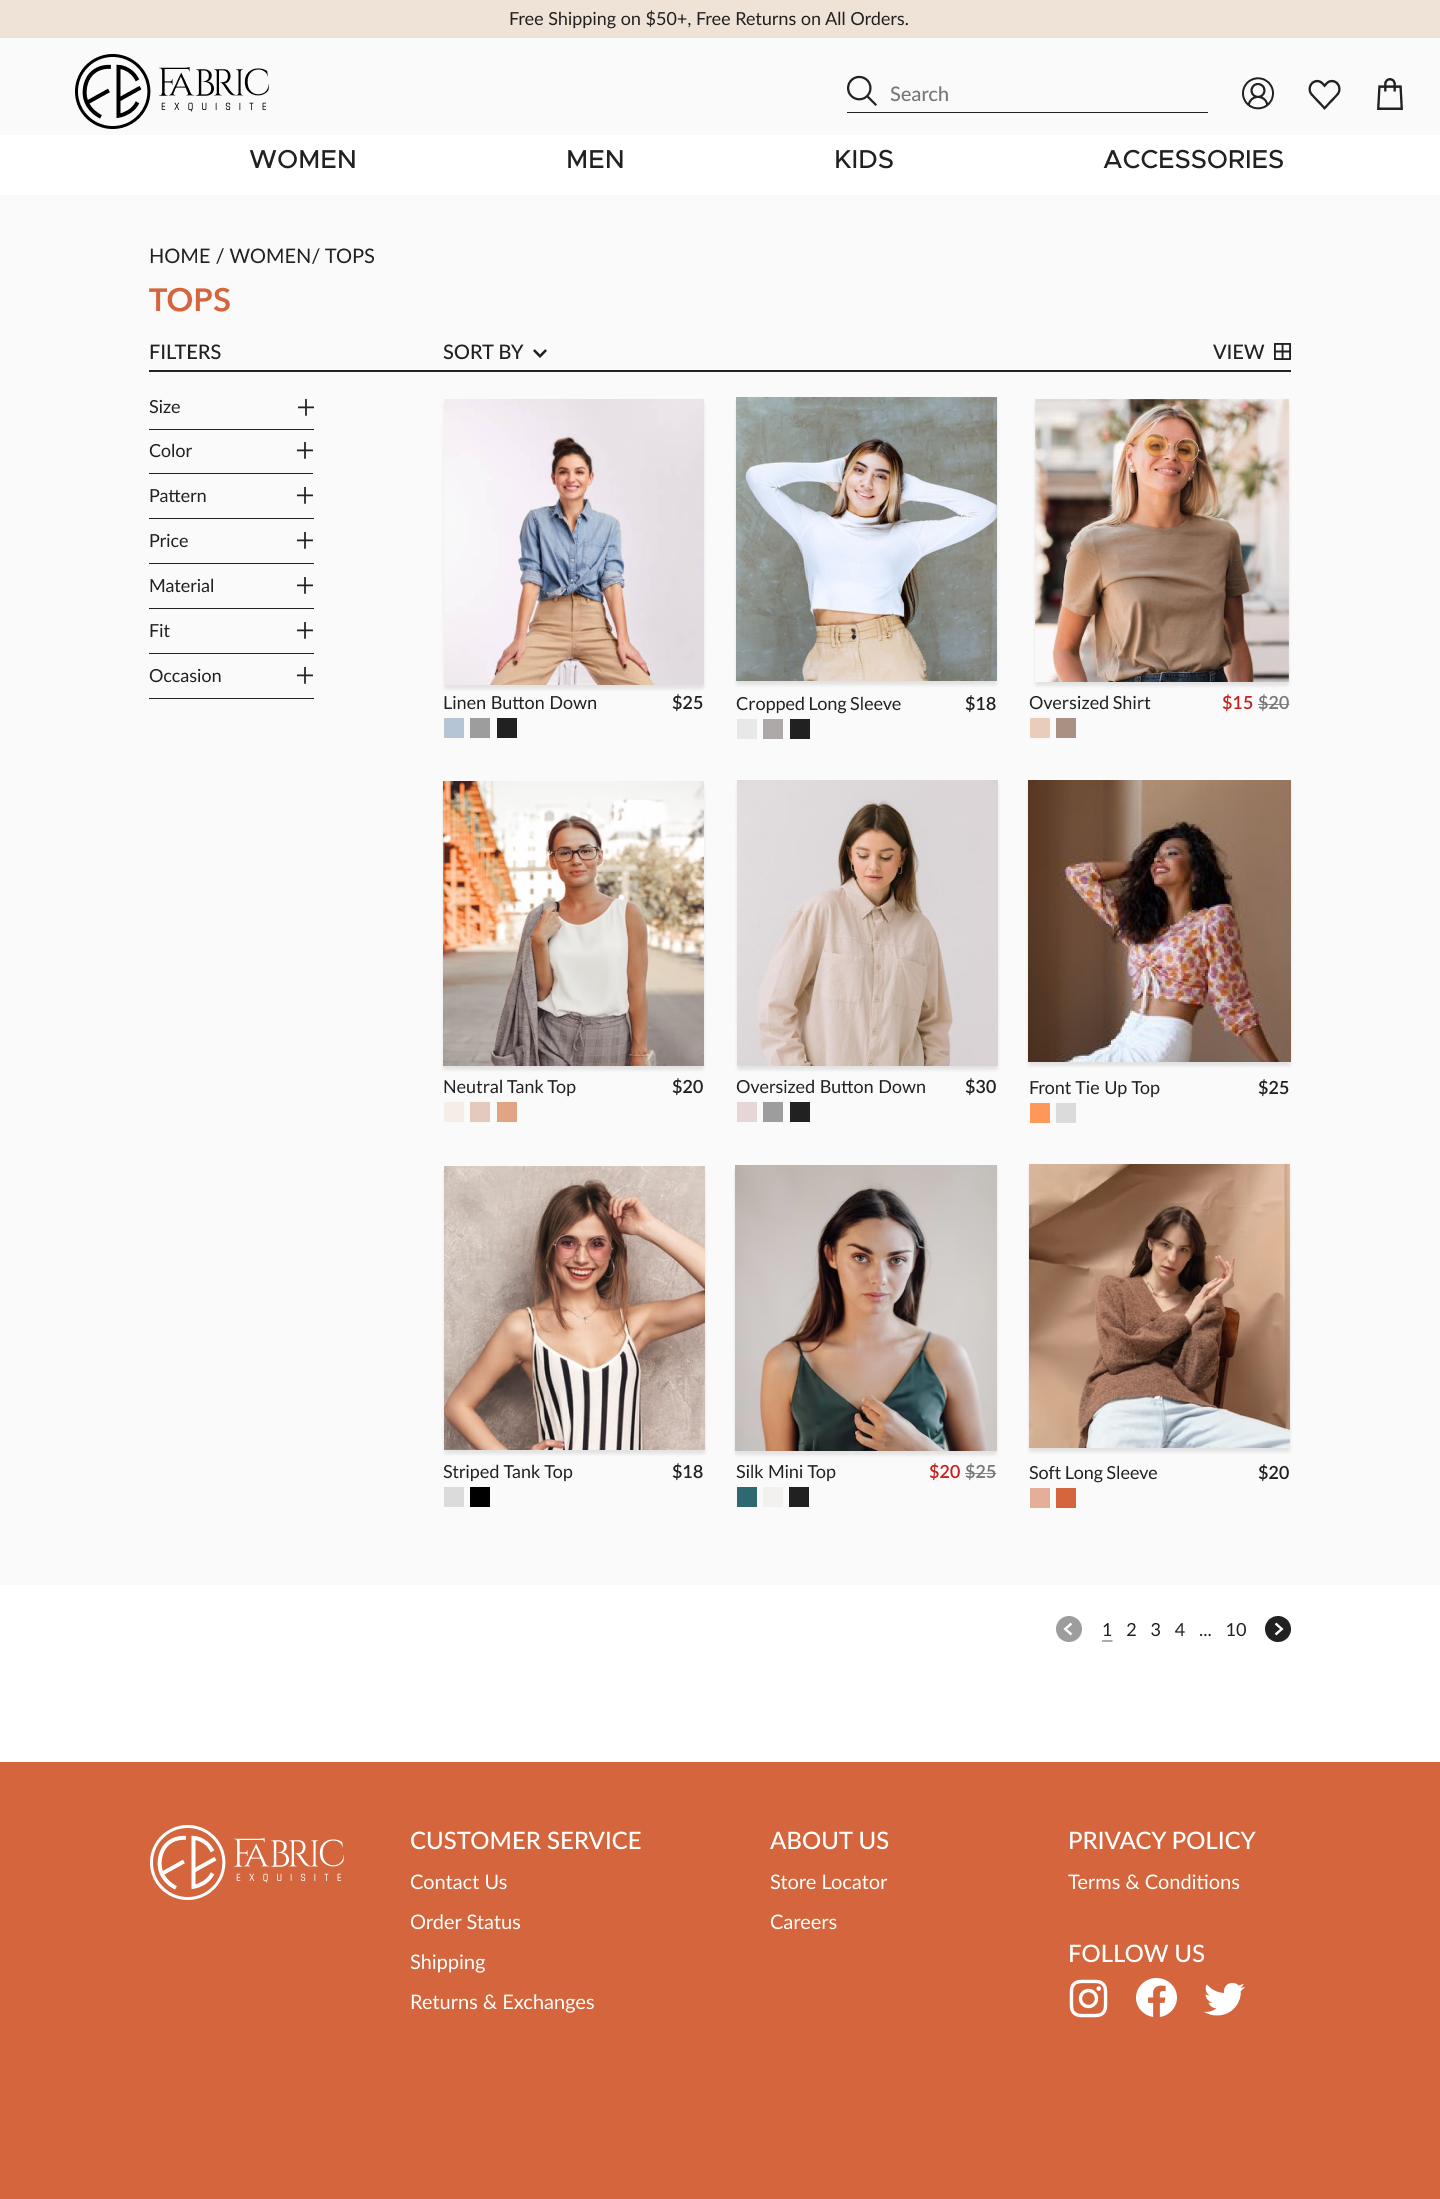 Free Shipping on $50+, Free Returns on All Orders.
FABRIC
EXQUISITE
Search
WOMEN MEN KIDS ACCESSORIES
HOME / WOMEN/ TOPS
TOPS
FILTERS SORT BY VIEW
Size
Color
Pattern
Price
Material
Fit
Occasion
Linen Button Down $25
Cropped Long Sleeve $18
Oversized Shirt $15 $20
Neutral Tank Top $20
Oversized Button Down $30
Front Tie Up Top $25
Striped Tank Top $18
Silk Mini Top $20 $25
Soft Long Sleeve $20
1 2 3 4 ... 10
FABRIC
EXQUISITE
CUSTOMER SERVICE
Contact Us
Order Status
Shipping
Returns & Exchanges
ABOUT US
Store Locator
Careers
PRIVACY POLICY
Terms & Conditions
FOLLOW US